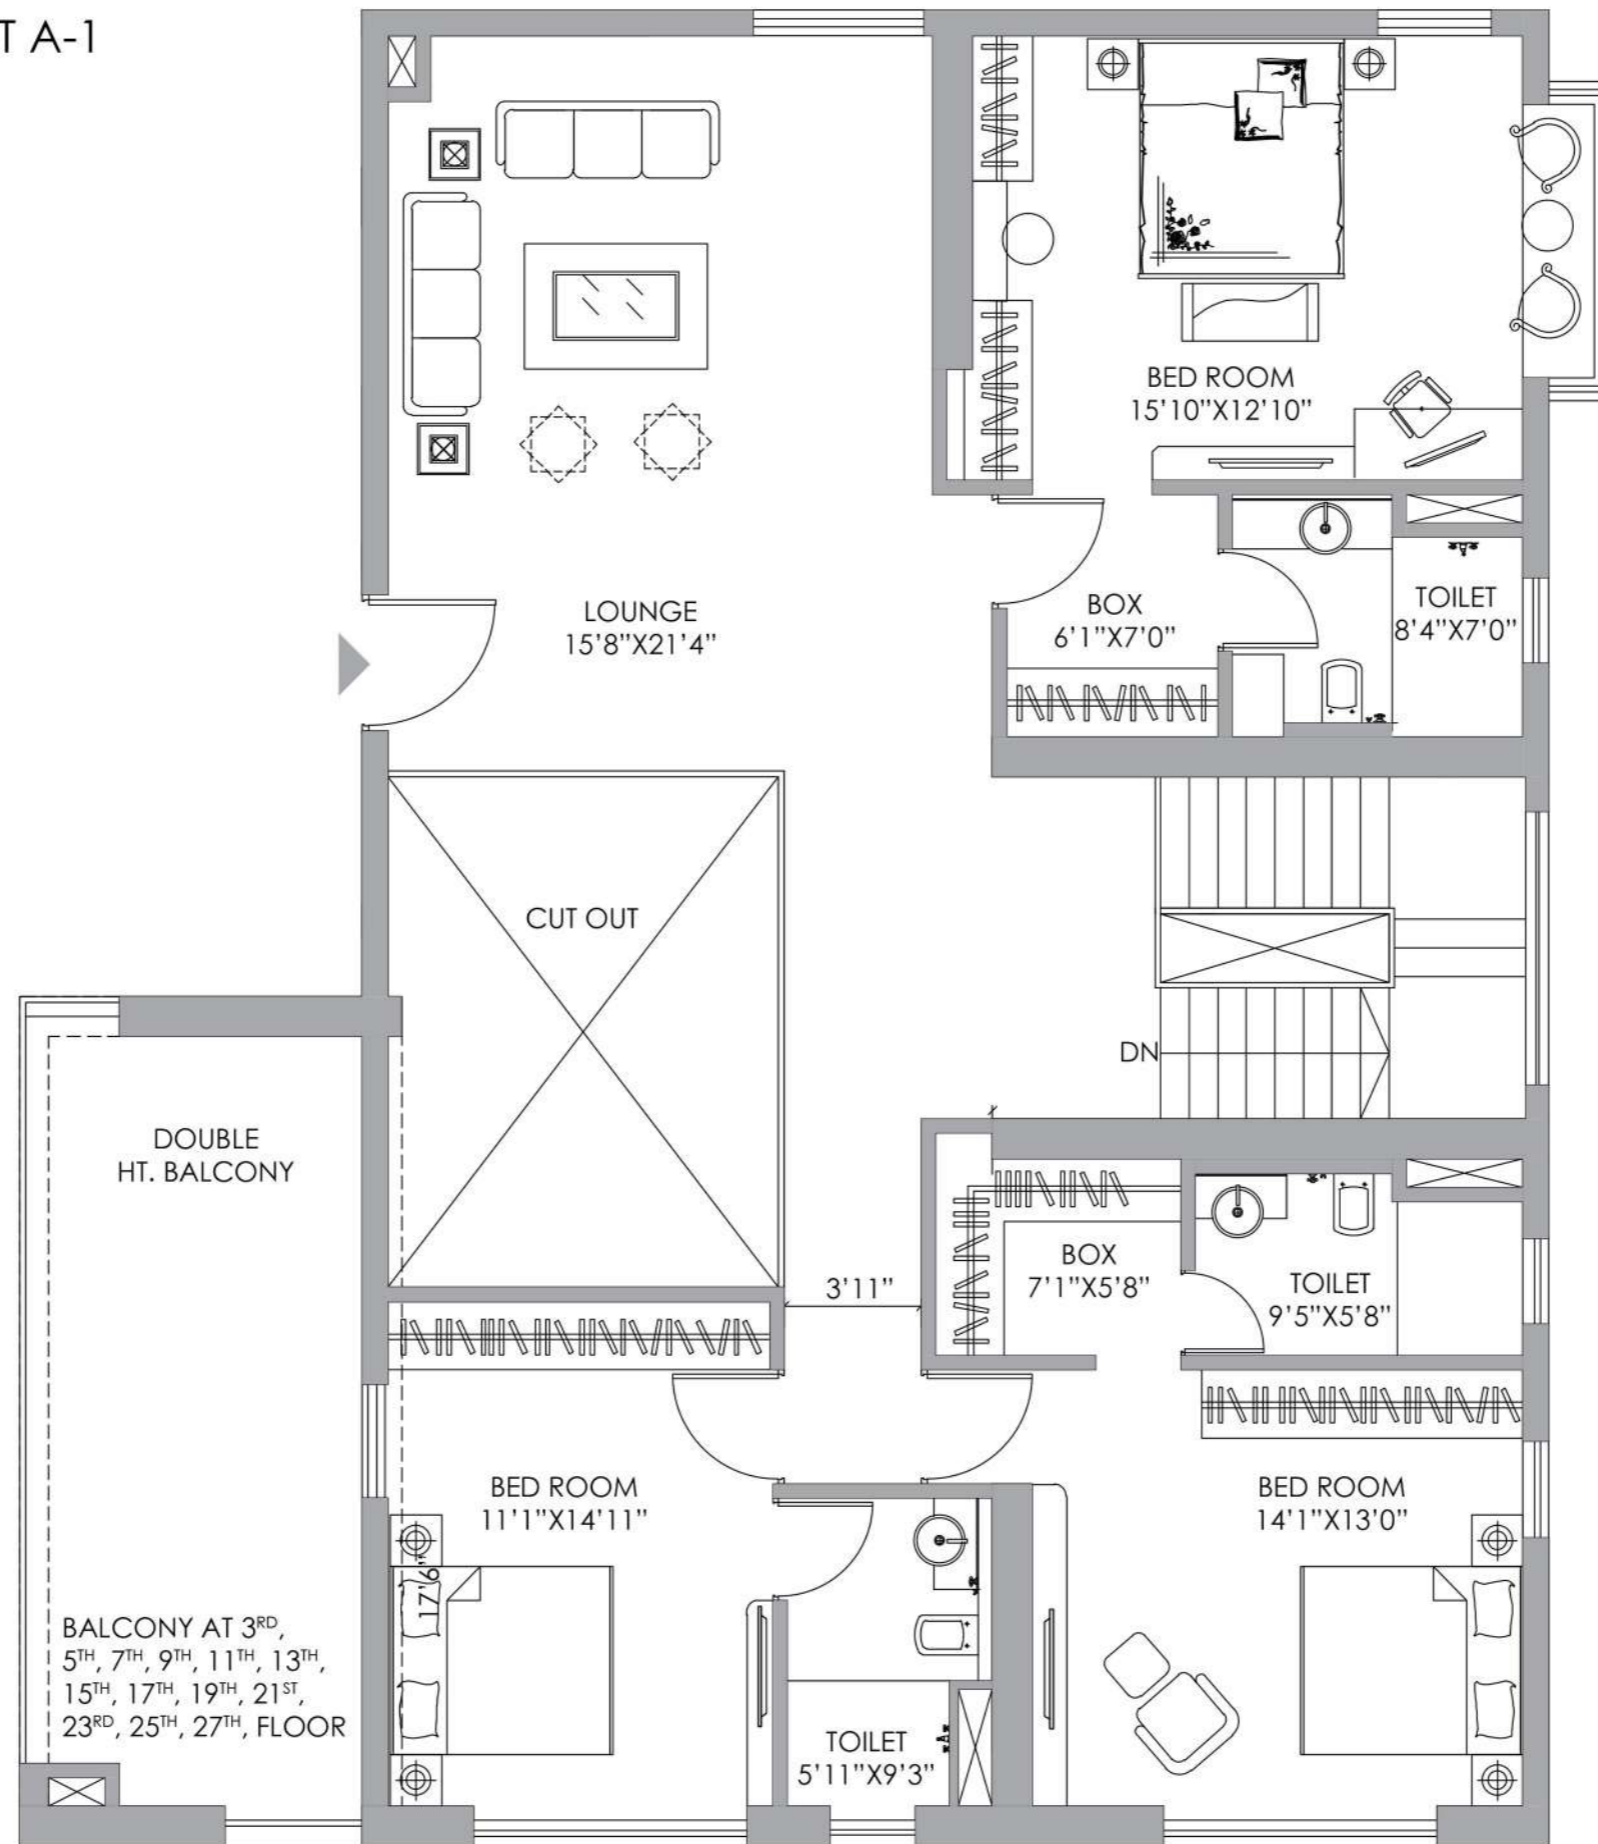 T A-1
BED ROOM
15'10"X12'10"
LOUNGE
15'8"X21'4"
BOX
6'1"X7'0"
TOILET
8'4"X7'0"
CUT OUT
DN
DOUBLE
HT. BALCONY
BOX
7'1"X5'8"
3'11"
TOILET
9'5"X5'8"
BED ROOM
11'1"X14'11"
BED ROOM
14'1"X13'0"
17'6"
BALCONY AT 3RD,
5TH, 7TH, 9TH, 11TH, 13TH,
15TH, 17TH, 19TH, 21ST,
23RD, 25TH, 27TH, FLOOR
TOILET
5'11"X9'3"